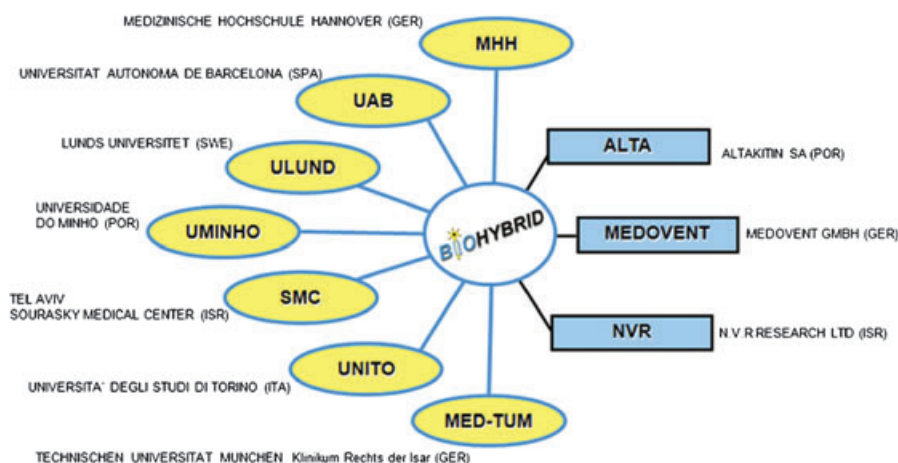 MEDIZINISCHE HOCHSCHULE HANNOVER (GER)
MHH
UNIVERSITAT AUTONOMA DE BARCELONA (SPA)
UAB
LUNDS UNIVERSITET (SWE)
ULUND
UNIVERSIDADE
DO MINHO (POR)
UMINHO
TEL AVIV
SOURASKY MEDICAL CENTER (ISR)
SMC
UNIVERSITA´ DEGLI STUDI DI TORINO (ITA)
UNITO
TECHNISCHEN UNIVERSITAT MUNCHEN Klinikum Rechts der Isar (GER)
MED-TUM
BIOHYBRID
ALTA
ALTAKITIN SA (POR)
MEDOVENT
MEDOVENT GMBH (GER)
NVR
N.V.R RESEARCH LTD (ISR)